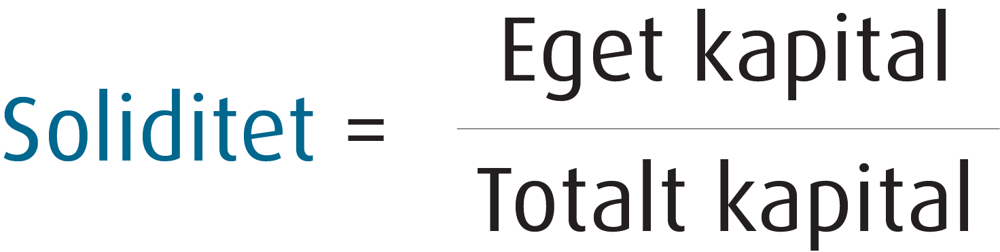 Eget kapital
Soliditet =
Totalt kapital